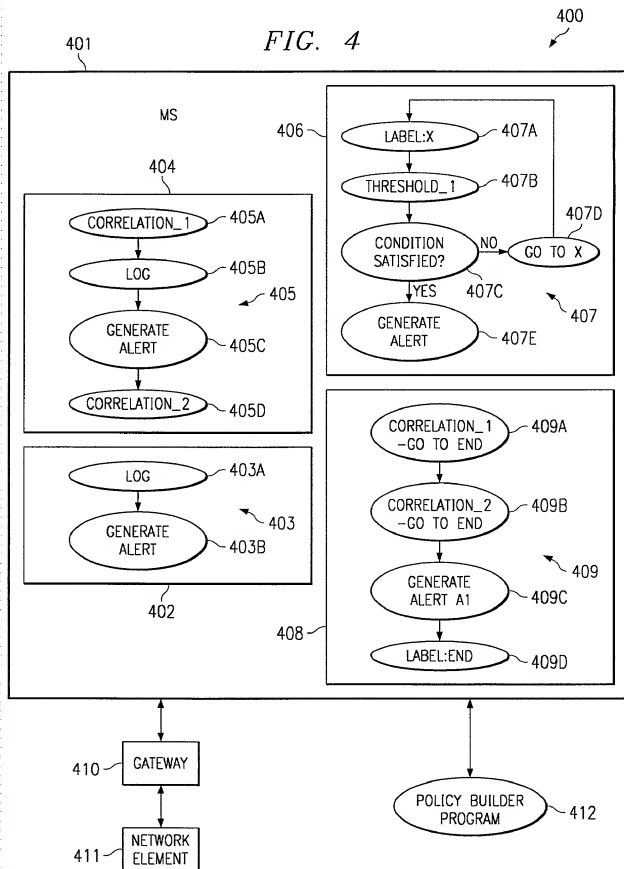 FIG. 4
400
401
MS
404
CORRELATION_1
405A
LOG
405B
405
GENERATE
ALERT
405C
CORRELATION_2
405D
LOG
403A
403
GENERATE
ALERT
403B
402
406
LABEL:X
407A
THRESHOLD_1
407B
407D
CONDITION
SATISFIED?
NO
GO TO X
407C
YES
407
GENERATE
ALERT
407E
CORRELATION_1
-GO TO END
409A
CORRELATION_2
-GO TO END
409B
409
GENERATE
ALERT A1
409C
408
LABEL:END
409D
410
GATEWAY
411
NETWORK
ELEMENT
POLICY BUILDER
PROGRAM
412